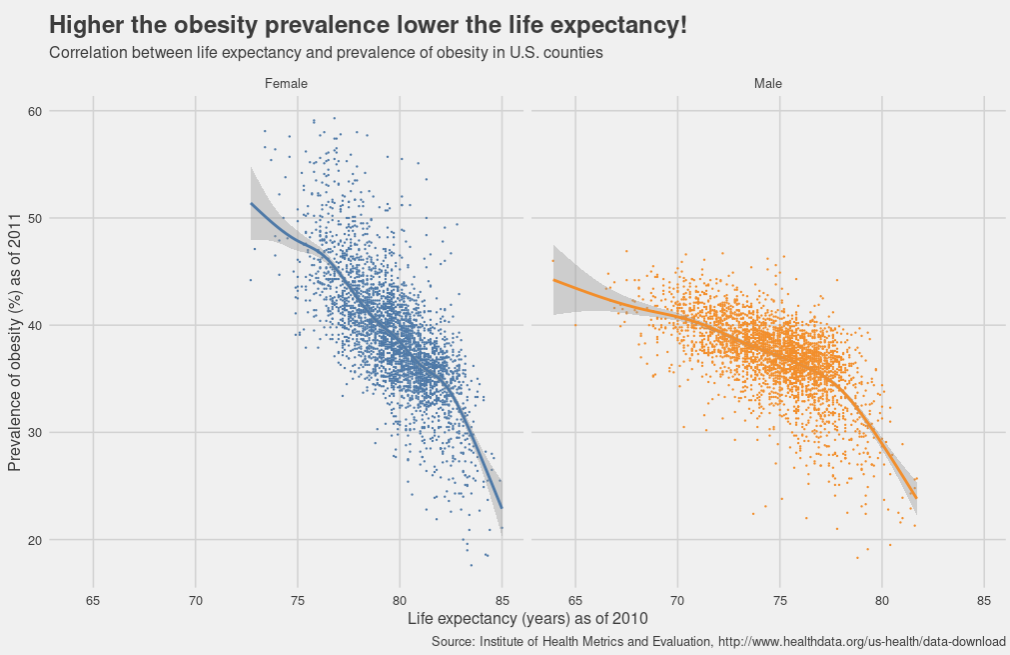 Higher the obesity prevalence lower the life expectancy!
Correlation between life expectancy and prevalence of obesity in U.S. counties
Female
Male
Prevalence of obesity (%) as of 2011
60
50
40
30
20
65 70 75 80 85 65 70 75 80 85
Life expectancy (years) as of 2010
Source: Institute of Health Metrics and Evaluation, http://www.healthdata.org/us-health/data-download